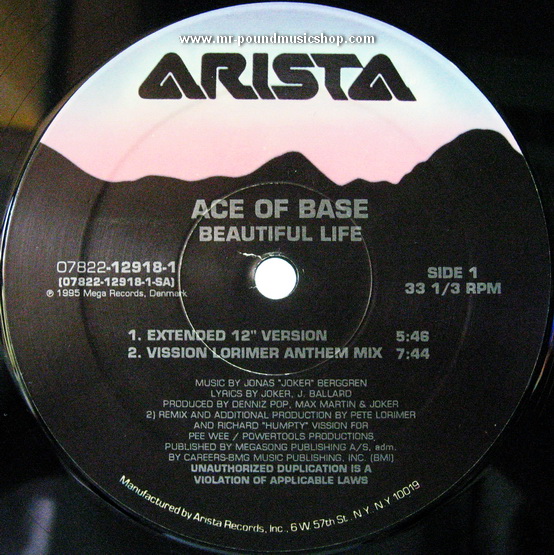 www.mr-poundmusicshop.com
ARISTA
ACE OF BASE
BEAUTIFUL LIFE
07822-12918-1
(07822-12918-1-SA)
℗ 1995 Mega Records, Denmark
SIDE 1
33 1/3 RPM
1. EXTENDED 12" VERSION 5:46
2. VISSION LORIMER ANTHEM MIX 7:44
MUSIC BY JONAS "JOKER" BERGGREN
LYRICS BY JOKER, J. BALLARD
PRODUCED BY DENNIZ POP, MAX MARTIN & JOKER
2) REMIX AND ADDITIONAL PRODUCTION BY PETE LORIMER
AND RICHARD "HUMPTY" VISSION FOR
PEE WEE / POWERTOOLS PRODUCTIONS
PUBLISHED BY MEGASONG PUBLISHING A/S, adm.
BY CAREERS-BMG MUSIC PUBLISHING, INC. (BMI)
UNAUTHORIZED DUPLICATION IS A
VIOLATION OF APPLICABLE LAWS
Manufactured by Arista Records, Inc., 6 W. 57th St., N.Y., N.Y. 10019